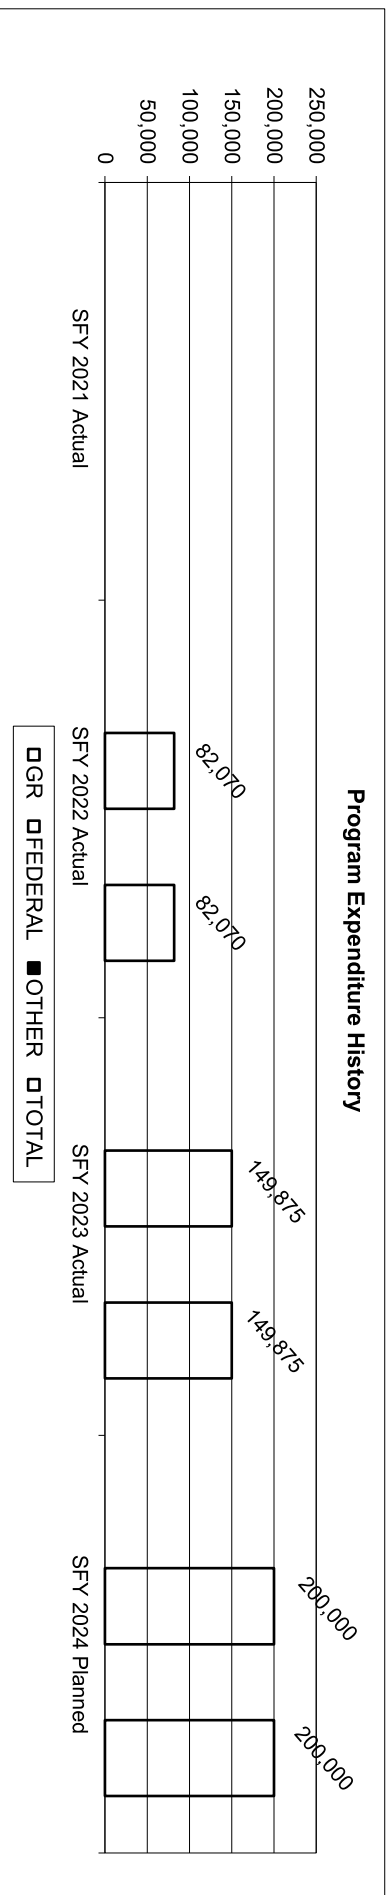 Program Expenditure History
250,000
200,000
150,000
100,000
50,000
0
82,070
82,070
149,875
149,875
200,000
200,000
SFY 2021 Actual
SFY 2022 Actual
SFY 2023 Actual
SFY 2024 Planned
GR FEDERAL OTHER TOTAL